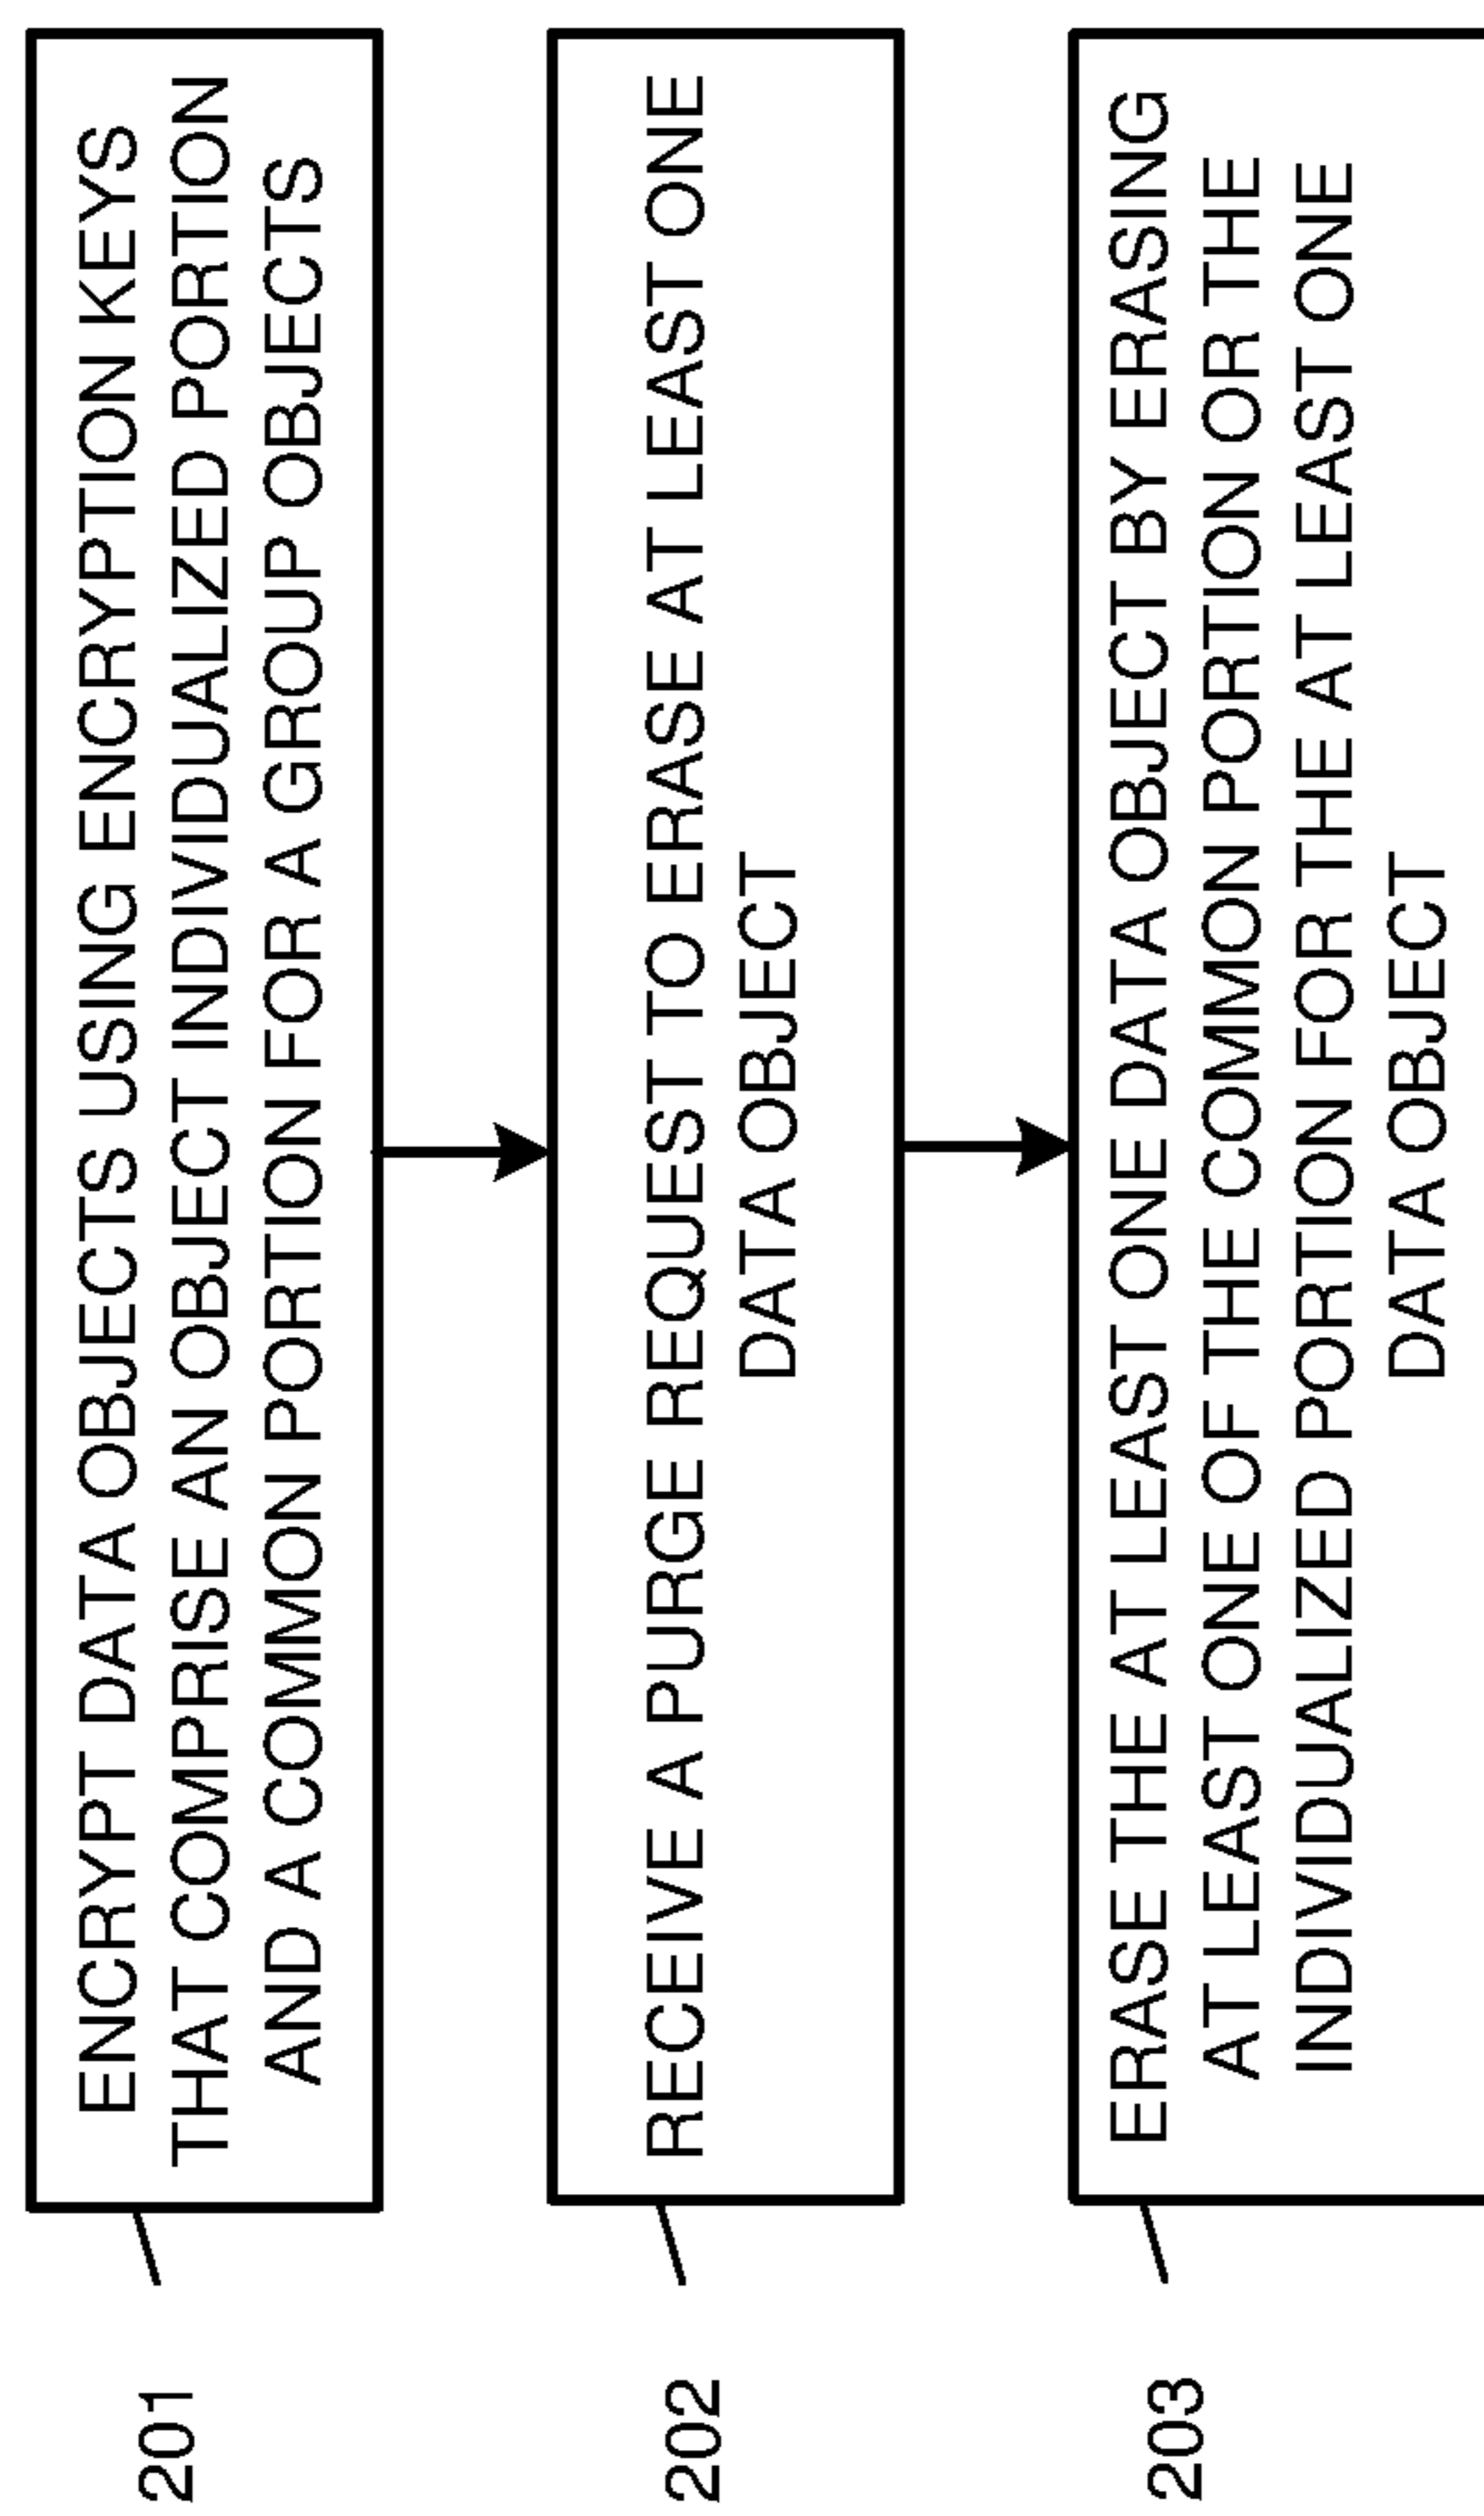 201
ENCRYPT DATA OBJECTS USING ENCRYPTION KEYS
THAT COMPRISE AN OBJECT INDIVIDUALIZED PORTION
AND A COMMON PORTION FOR A GROUP OBJECTS
202
RECEIVE A PURGE REQUEST TO ERASE AT LEAST ONE
DATA OBJECT
203
ERASE THE AT LEAST ONE DATA OBJECT BY ERASING
AT LEAST ONE OF THE COMMON PORTION OR THE
INDIVIDUALIZED PORTION FOR THE AT LEAST ONE
DATA OBJECT